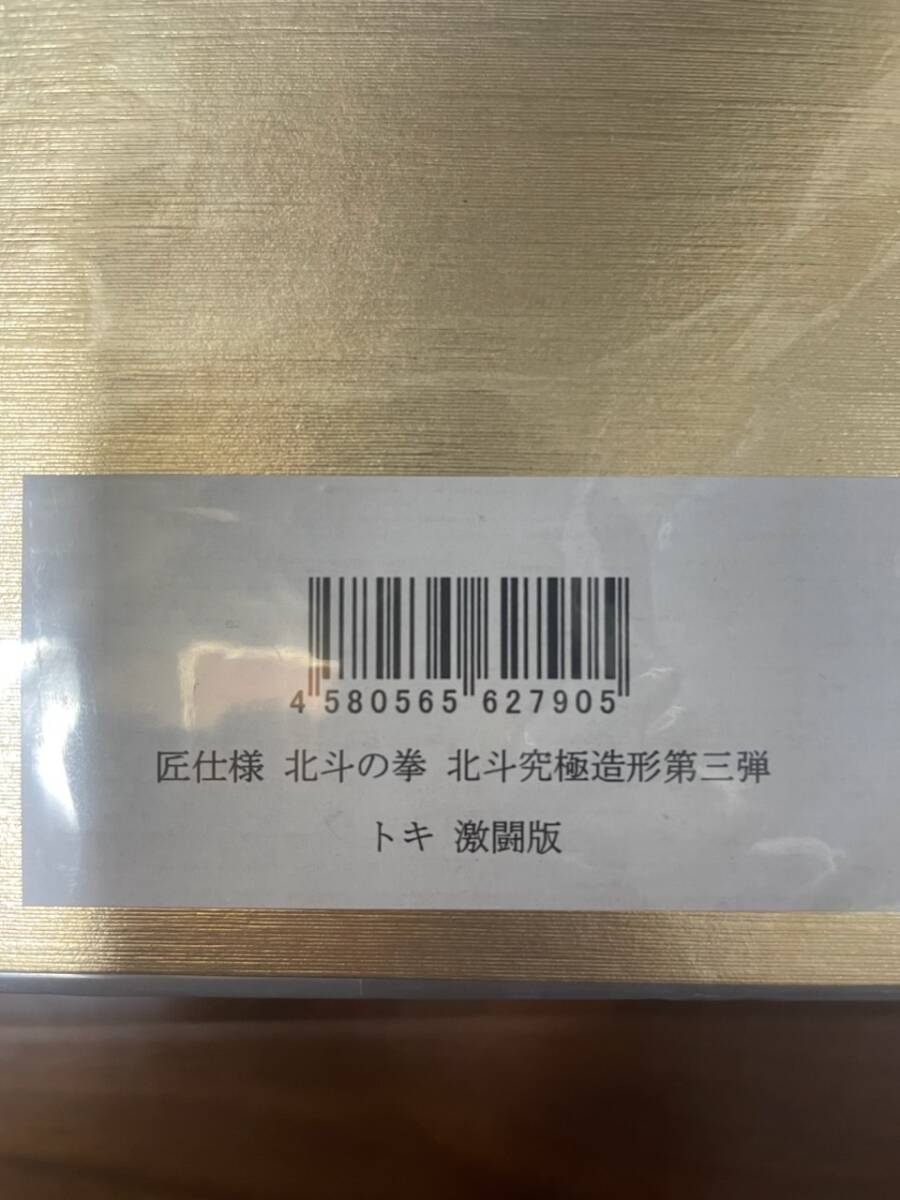 4 580565 627905
匠仕様 北斗の拳 北斗究極造形第三弾
トキ 激闘版